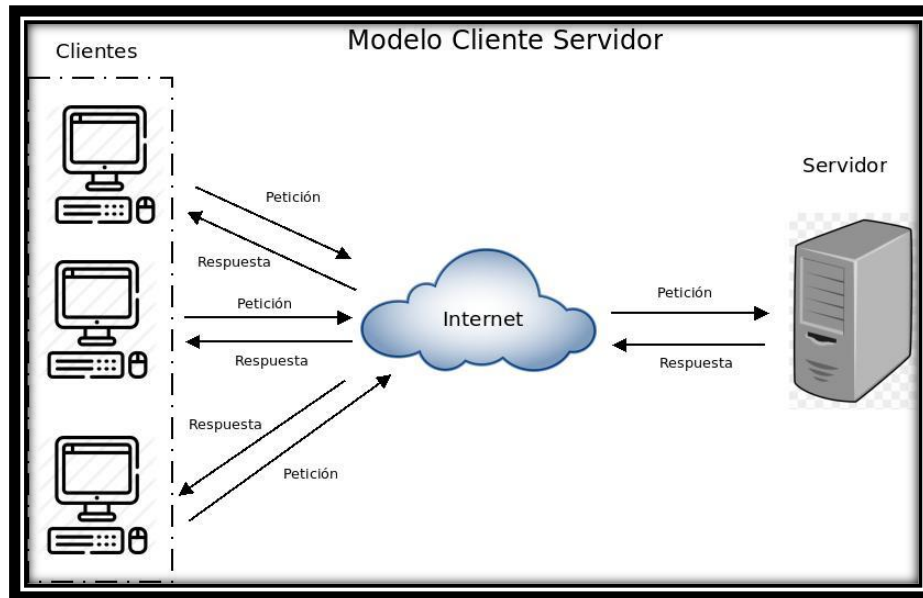 Modelo Cliente Servidor
Clientes
Servidor
Petición
Respuesta
Petición
Respuesta
Internet
Petición
Respuesta
Respuesta
Petición